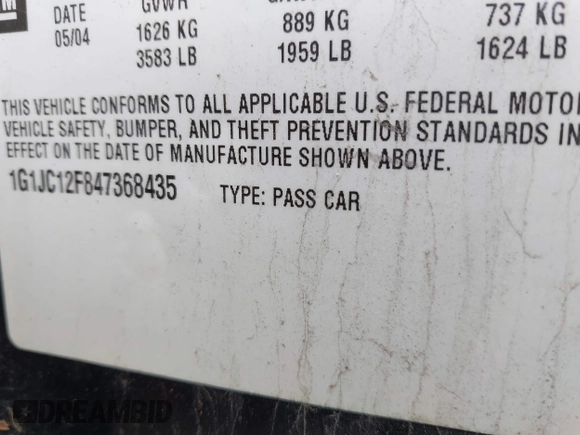 M
DATE GVWR
05/04 1626 KG 889 KG 737 KG
3583 LB 1959 LB 1624 LB
THIS VEHICLE CONFORMS TO ALL APPLICABLE U.S. FEDERAL MOTO
VEHICLE SAFETY, BUMPER, AND THEFT PREVENTION STANDARDS IN
EFFECT ON THE DATE OF MANUFACTURE SHOWN ABOVE.
1G1JC12F847368435 TYPE: PASS CAR
DREAMBID